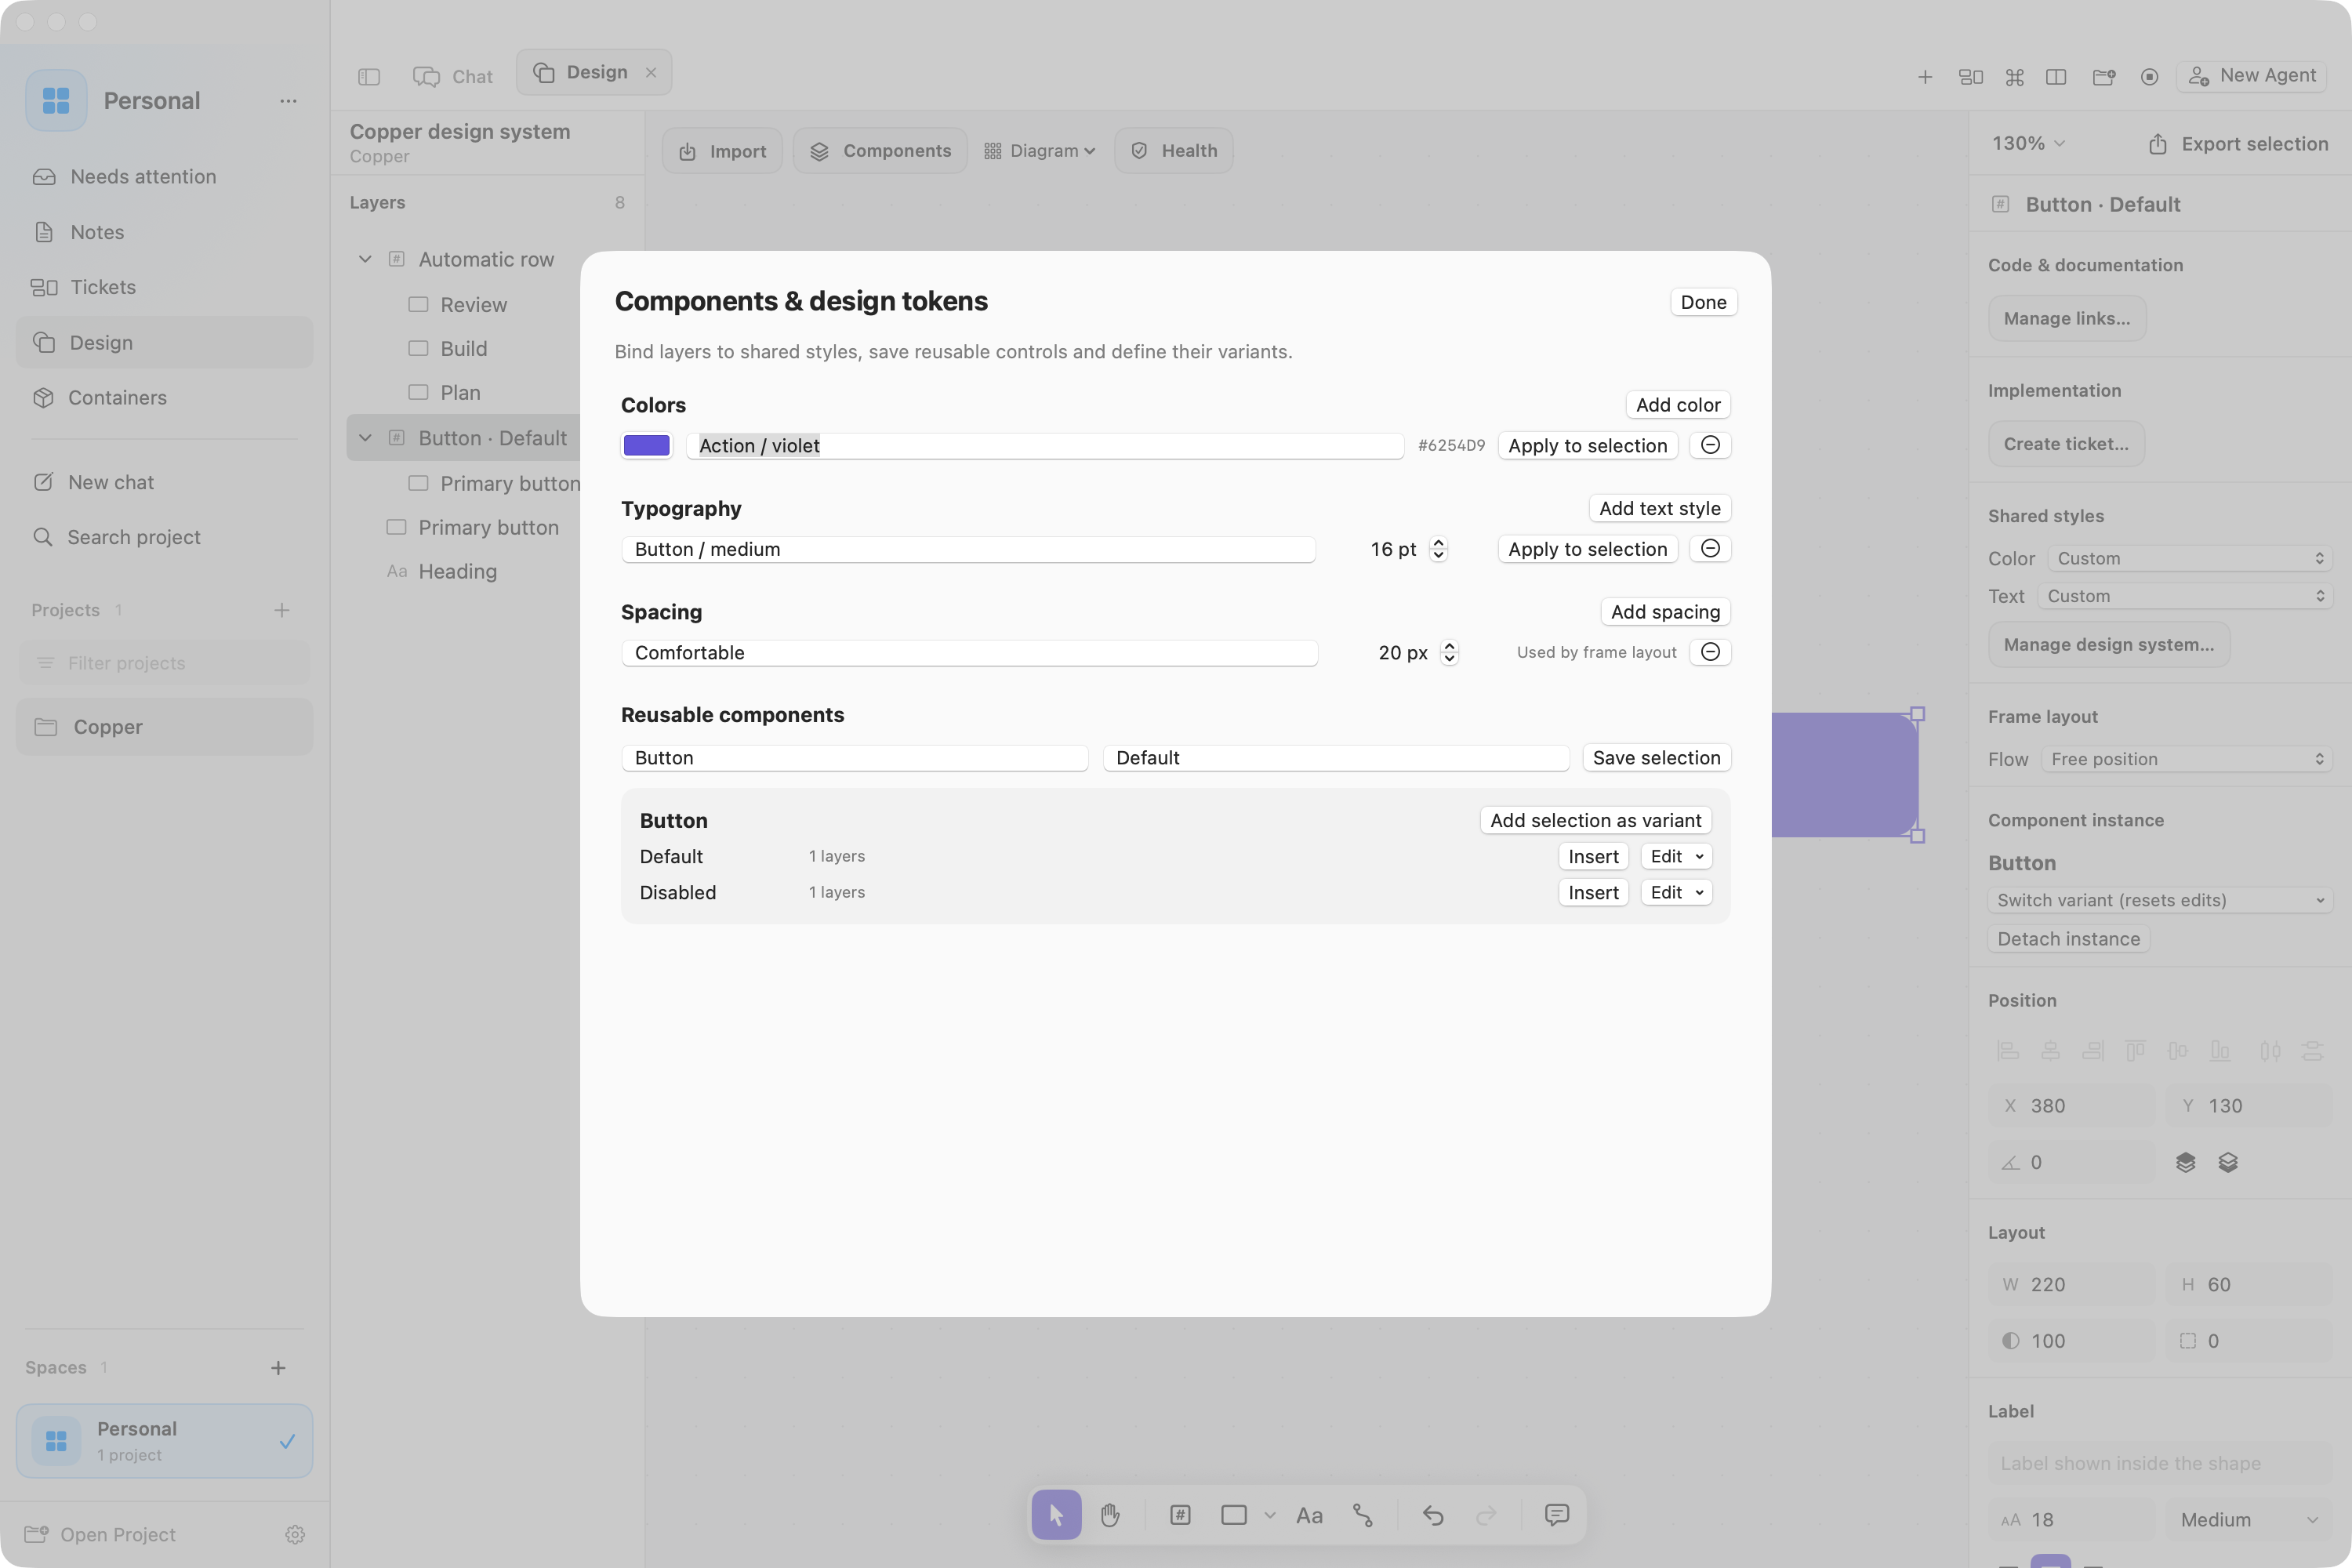 Personal
Needs attention
Notes
Tickets
Design
Containers
New chat
Search project
Projects 1
Filter projects
Copper
Spaces 1
Personal
1 project
Open Project
Chat
Design
New Agent
Copper design system
Copper
Layers 8
Automatic row
Review
Build
Plan
Button · Default
Primary button
Primary button
Aa Heading
Import
Components
Diagram
Health
Components & design tokens
Done
Bind layers to shared styles, save reusable controls and define their variants.
Colors
Add color
Action / violet #6254D9 Apply to selection
Typography
Add text style
Button / medium 16 pt Apply to selection
Spacing
Add spacing
Comfortable 20 px Used by frame layout
Reusable components
Button Default Save selection
Button Add selection as variant
Default 1 layers Insert Edit
Disabled 1 layers Insert Edit
Aa
130% Export selection
Button · Default
Code & documentation
Manage links...
Implementation
Create ticket...
Shared styles
Color Custom
Text Custom
Manage design system...
Frame layout
Flow Free position
Component instance
Button
Switch variant (resets edits)
Detach instance
Position
X 380 Y 130
0
Layout
W 220 H 60
100 0
Label
Label shown inside the shape
AA 18 Medium